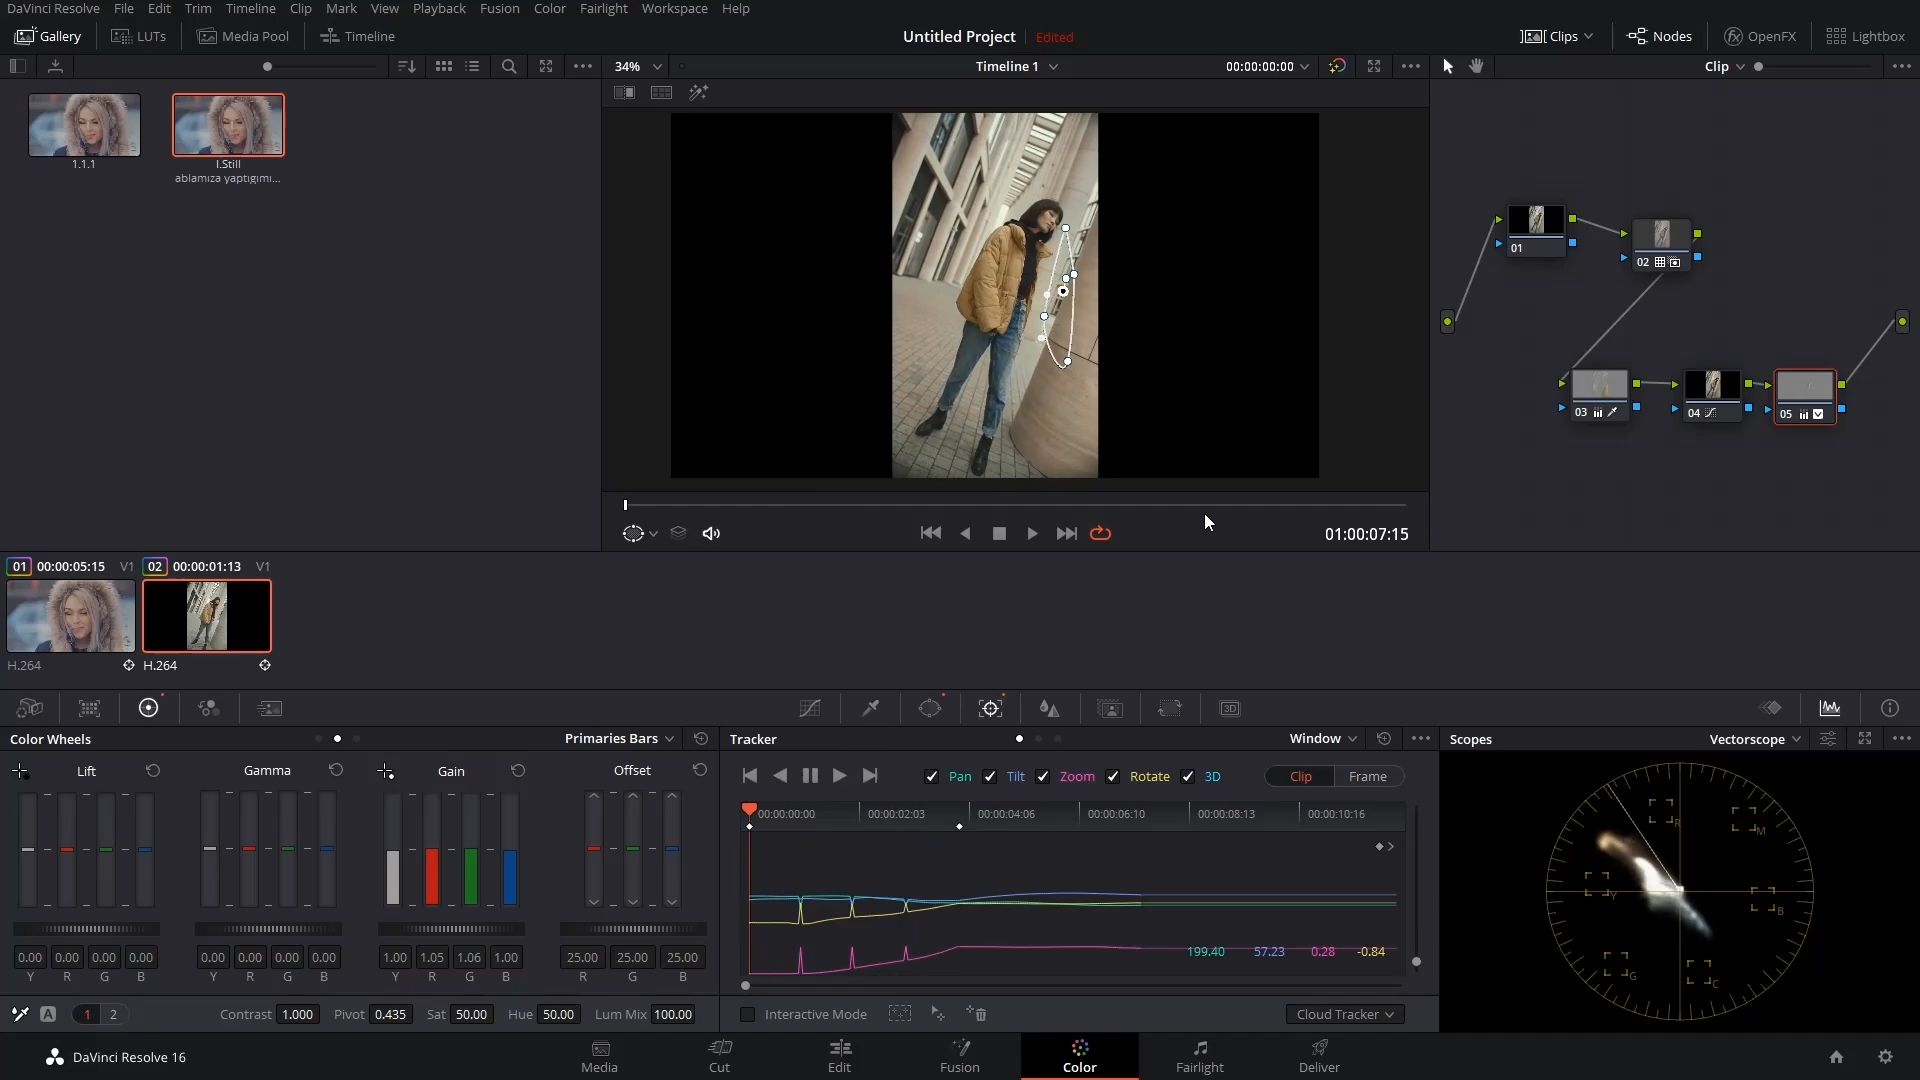 DaVinci Resolve File Edit Trim Timeline Clip Mark View Playback Fusion Color Fairlight Workspace Help
Gallery LUTs Media Pool Timeline Untitled Project Edited Clips Nodes OpenFX Lightbox
34% Timeline 1 00:00:00:00 Clip
1.1.1 I.Still
ablamıza yaptığımı...
01 02
03 04 05
01:00:07:15
01 00:00:05:15 V1 02 00:00:01:13 V1
H.264 H.264
3D
Color Wheels Primaries Bars Tracker Window Scopes Vectorscope
Lift Gamma Gain Offset
Pan Tilt Zoom Rotate 3D Clip Frame
00:00:00:00 00:00:02:03 00:00:04:06 00:00:06:10 00:00:08:13 00:00:10:16
R M Y B G C
199.40 57.23 0.28 -0.84
0.00 0.00 0.00 0.00 0.00 0.00 0.00 0.00 1.00 1.05 1.06 1.00 25.00 25.00 25.00
Y R G B Y R G B Y R G B R G B
A 1 2 Contrast 1.000 Pivot 0.435 Sat 50.00 Hue 50.00 Lum Mix 100.00 Interactive Mode Cloud Tracker
DaVinci Resolve 16 Media Cut Edit Fusion Color Fairlight Deliver